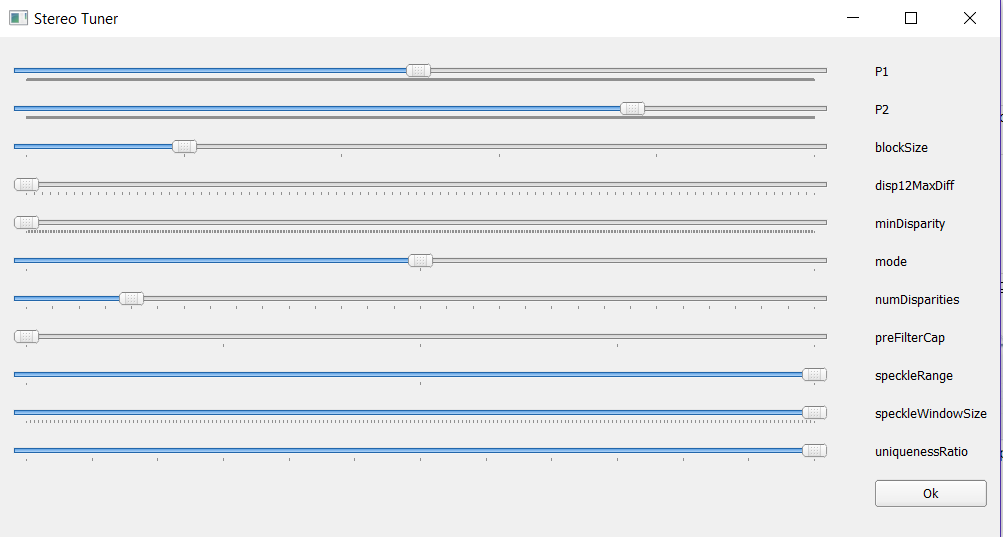 Stereo Tuner
P1
P2
blockSize
disp12MaxDiff
minDisparity
mode
numDisparities
preFilterCap
speckleRange
speckleWindowSize
uniquenessRatio
Ok